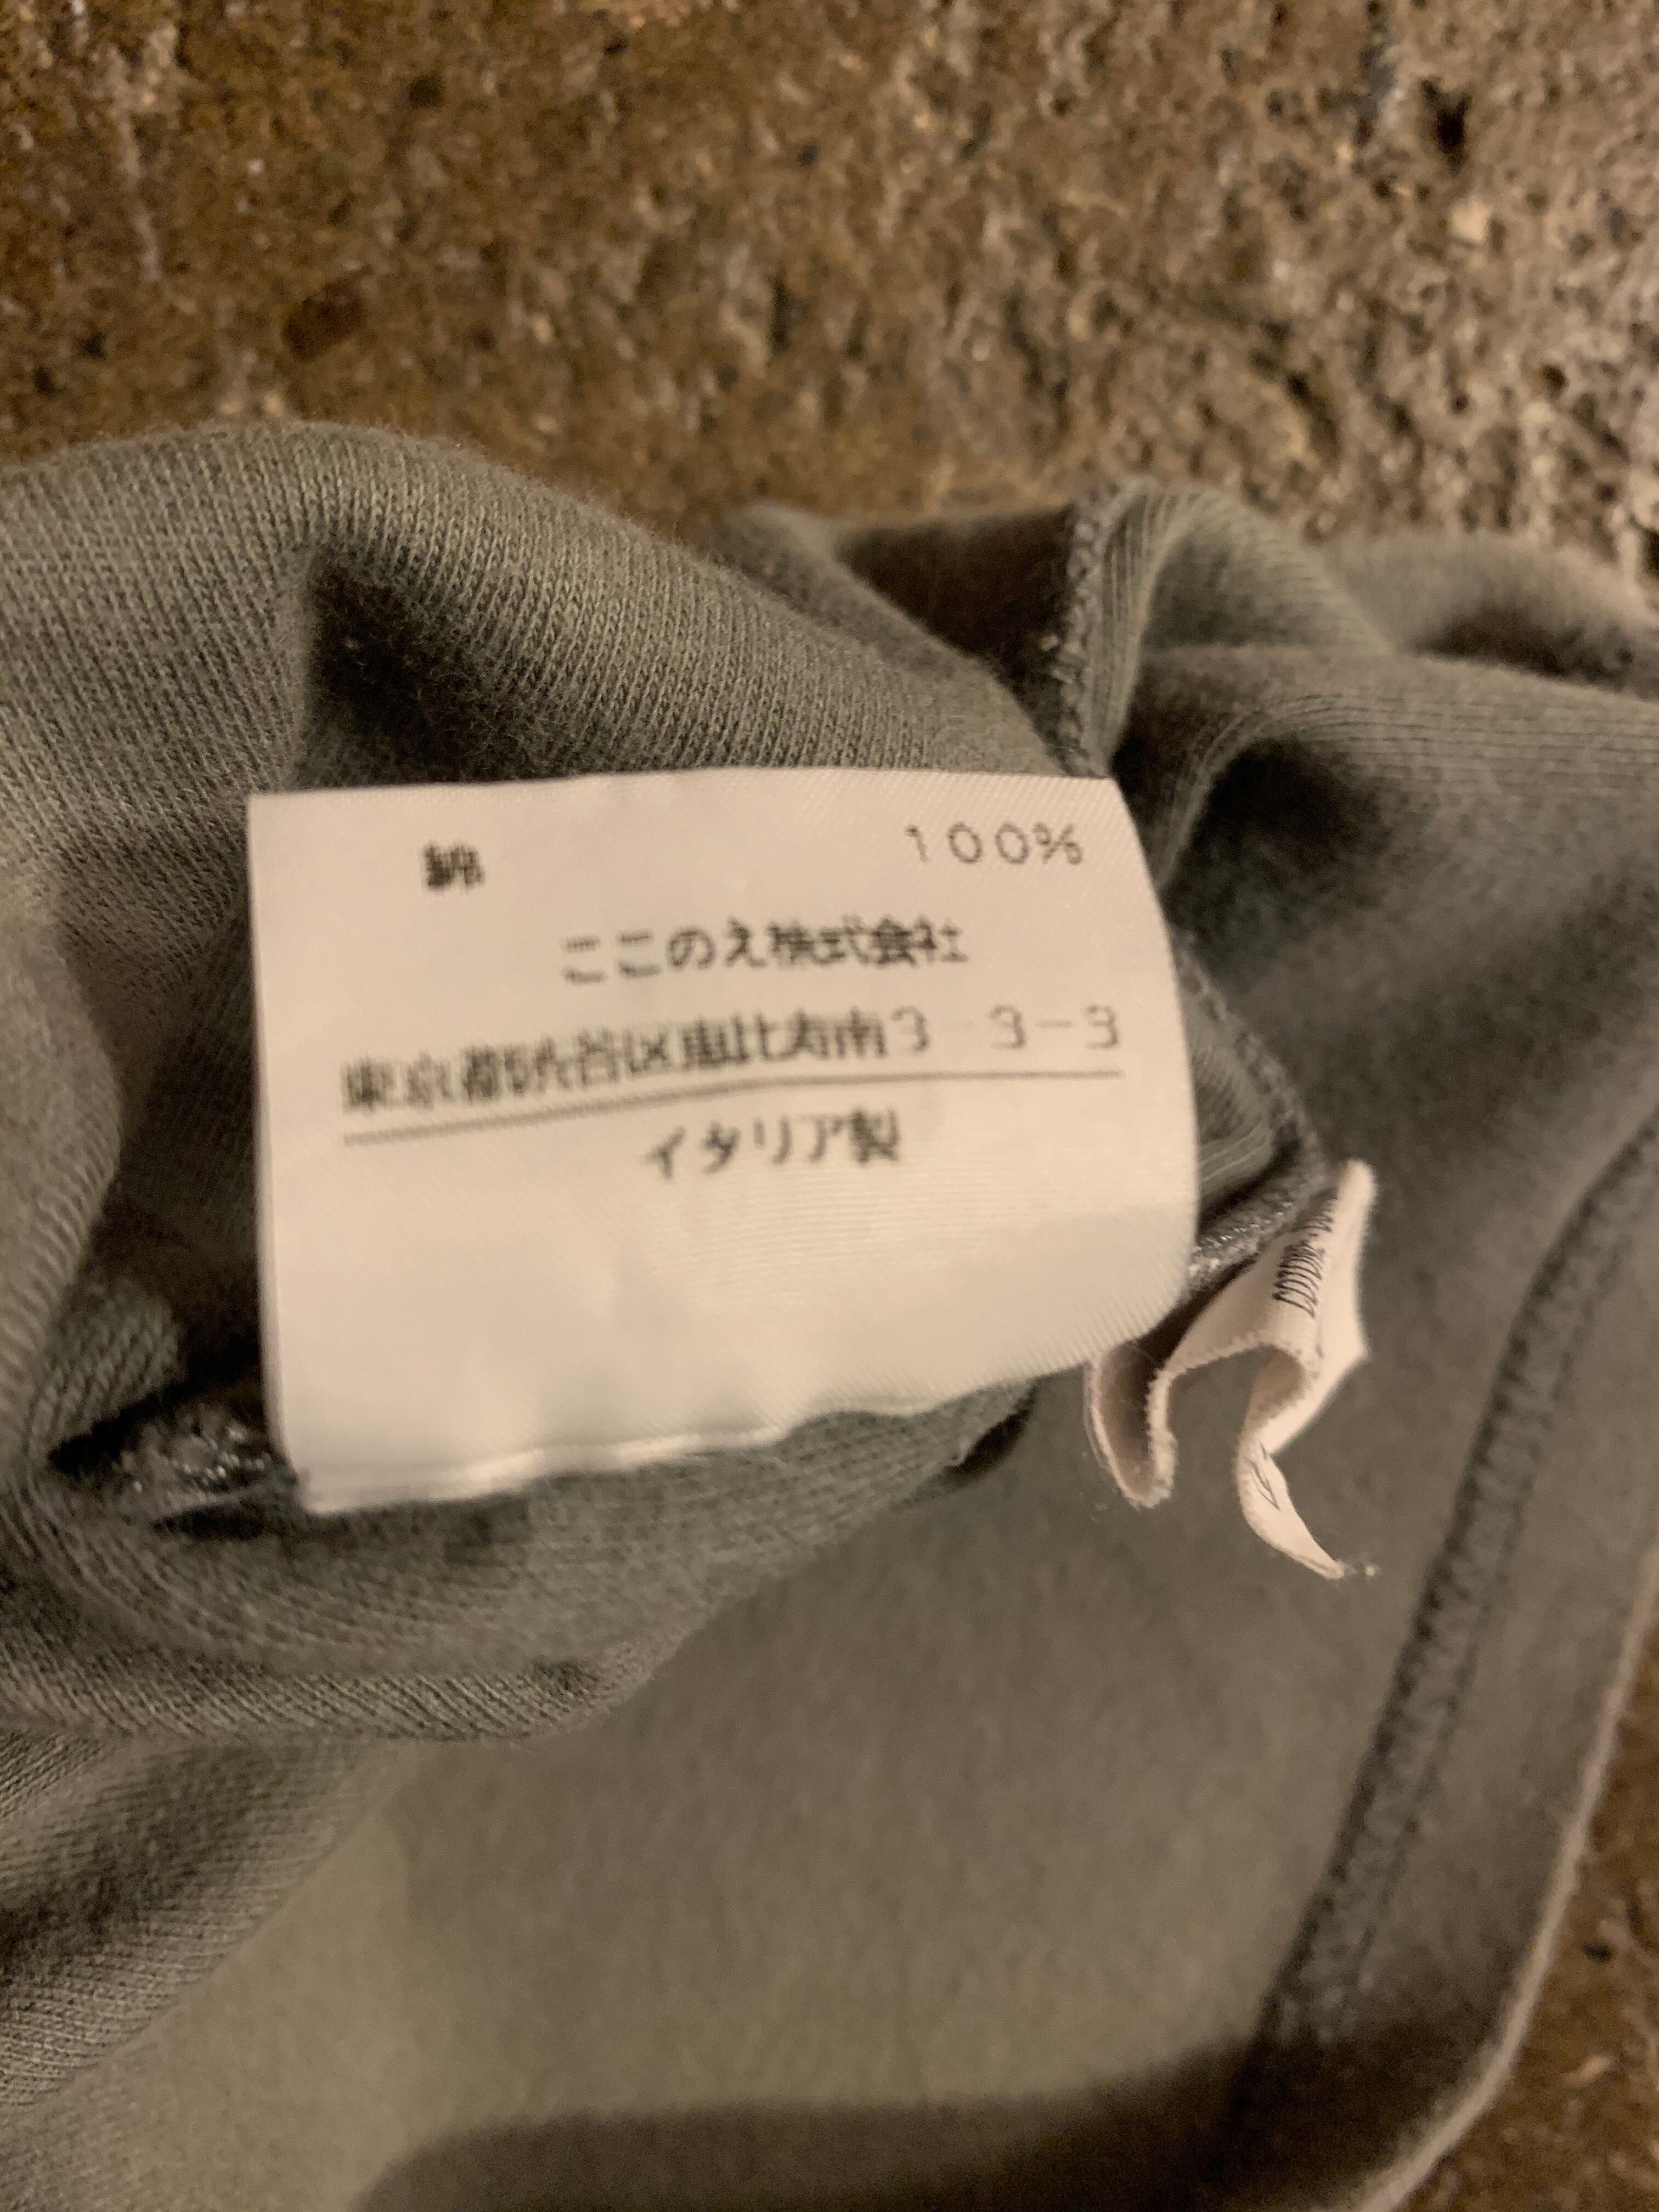 綿 100%
ここのえ株式会社
東京都渋谷区恵比寿南3 3-3
イタリア製